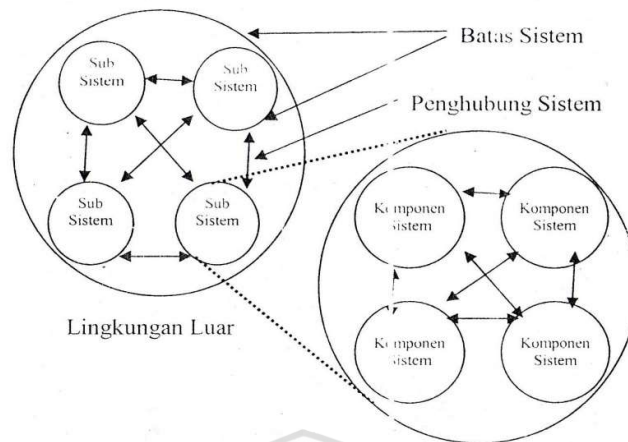 Sub
Sistem
Sub
Sistem
Batas Sistem
Penghubung Sistem
Sub
Sistem
Sub
Sistem
Komponen
Sistem
Komponen
Sistem
Lingkungan Luar
Komponen
Sistem
Komponen
Sistem